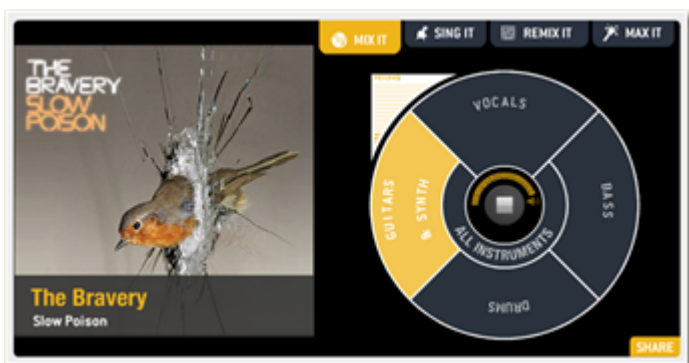 MIX IT
SING IT
REMIX IT
MAX IT
THE
BRAVERY
SLOW
POISON
VOCALS
GUITARS
& SYNTH
BASS
ALL INSTRUMENTS
DRUMS
The Bravery
Slow Poison
SHARE